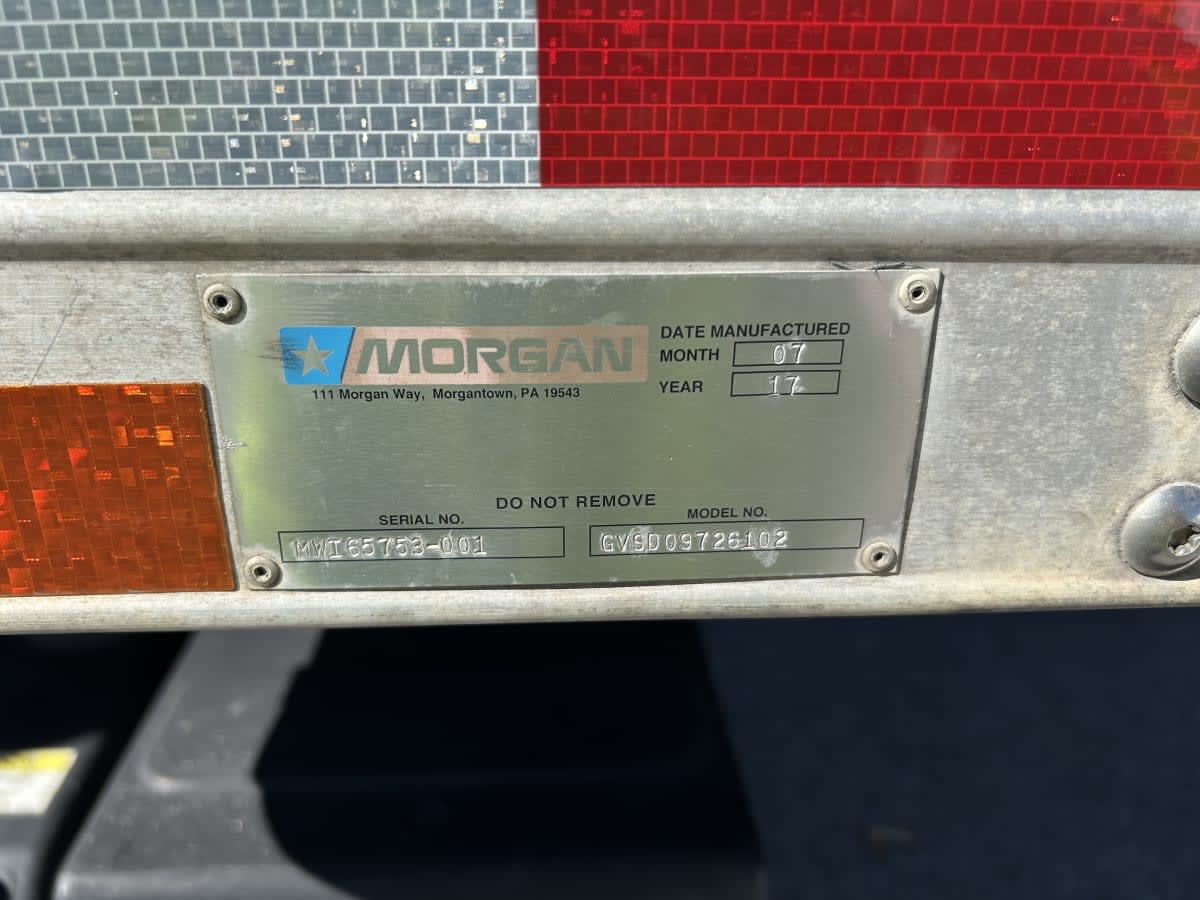 MORGAN
111 Morgan Way, Morgantown, PA 19543
DATE MANUFACTURED
MONTH 07
YEAR 17
DO NOT REMOVE
SERIAL NO.
MWI65753-001
MODEL NO.
GVSD09726102